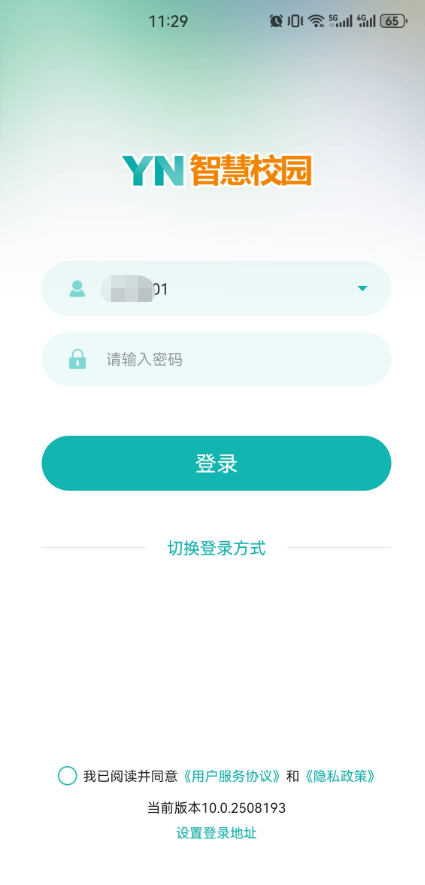 11:29
5G 4G 65
YN智慧校园
01
请输入密码
登录
切换登录方式
我已阅读并同意《用户服务协议》和《隐私政策》
当前版本10.0.2508193
设置登录地址